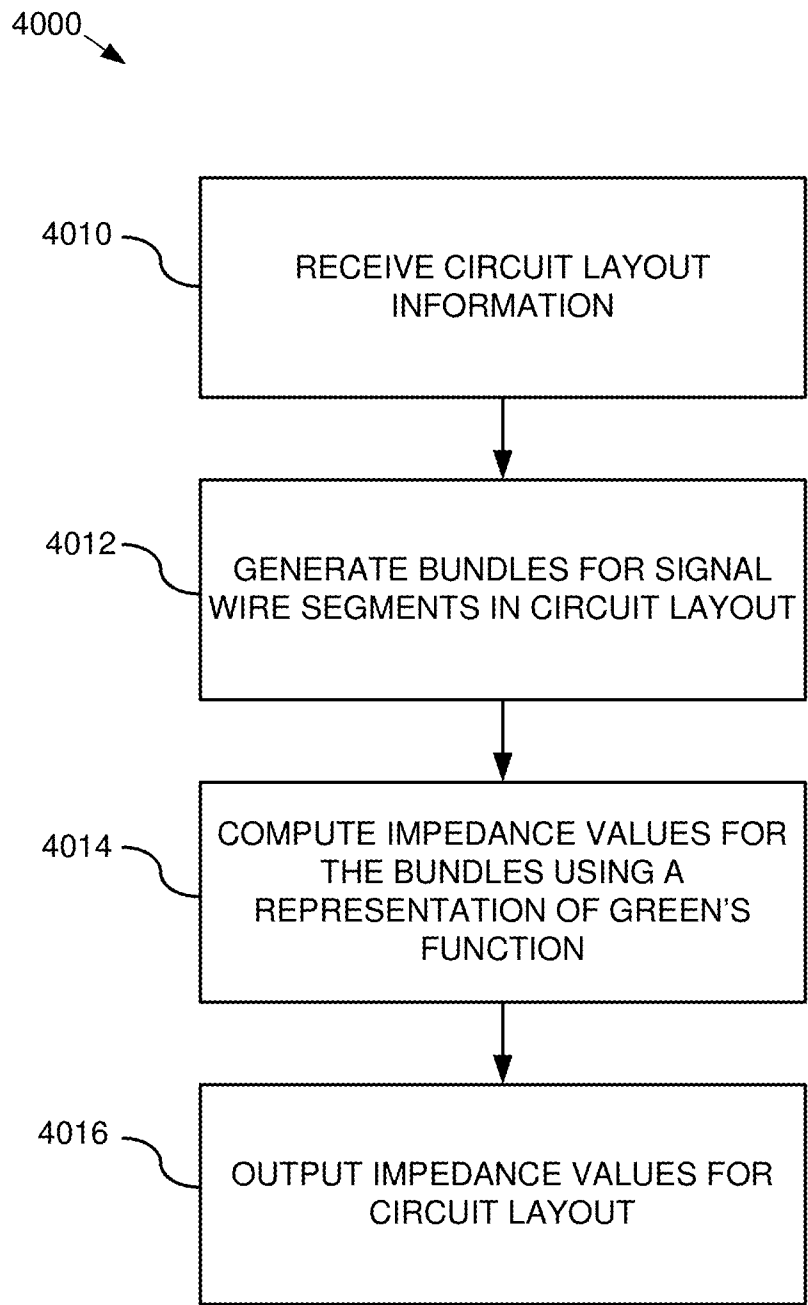 4000
4010
RECEIVE CIRCUIT LAYOUT
INFORMATION
4012
GENERATE BUNDLES FOR SIGNAL
WIRE SEGMENTS IN CIRCUIT LAYOUT
4014
COMPUTE IMPEDANCE VALUES FOR
THE BUNDLES USING A
REPRESENTATION OF GREEN'S
FUNCTION
4016
OUTPUT IMPEDANCE VALUES FOR
CIRCUIT LAYOUT